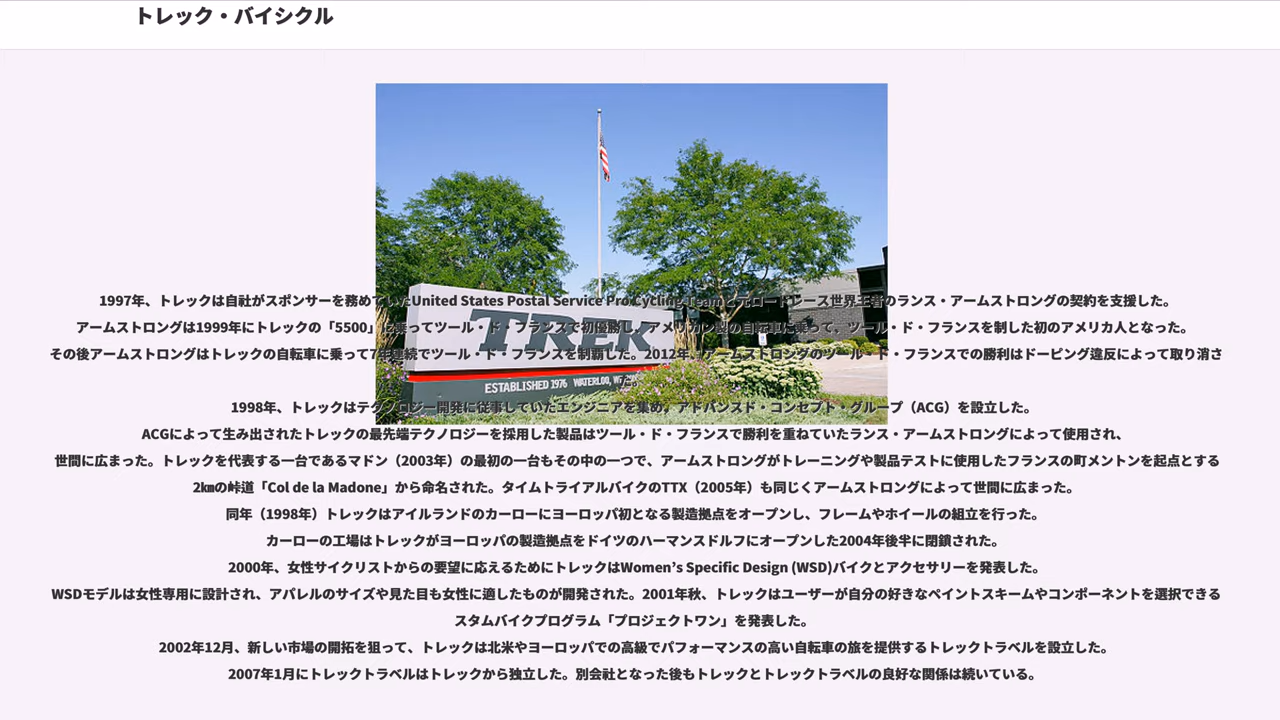 トレック・バイシクル
TREK
ESTABLISHED 1976 WATERLOO,
1997年、トレックは自社がスポンサーを務めていたUnited States Postal Service Pro Cycling Teamと元ロードレース世界王者のランス・アームストロングの契約を支援した。
アームストロングは1999年にトレックの「5500」に乗ってツール・ド・フランスで初優勝し、アメリカン製の自転車に乗って、ツール・ド・フランスを制した初のアメリカ人となった。
その後アームストロングはトレックの自転車に乗って7年連続でツール・ド・フランスを制覇した。2012年、アームストロングのツール・ド・フランスでの勝利はドーピング違反によって取り消さ
た。
1998年、トレックはテクノロジー開発に従事していたエンジニアを集め、アドバンスド・コンセプト・グループ（ACG）を設立した。
ACGによって生み出されたトレックの最先端テクノロジーを採用した製品はツール・ド・フランスで勝利を重ねていたランス・アームストロングによって使用され、
世間に広まった。トレックを代表する一台であるマドン（2003年）の最初の一台もその中の一つで、アームストロングがトレーニングや製品テストに使用したフランスの町メントンを起点とする
2㎞の峠道「Col de la Madone」から命名された。タイムトライアルバイクのTTX（2005年）も同じくアームストロングによって世間に広まった。
同年（1998年）トレックはアイルランドのカーローにヨーロッパ初となる製造拠点をオープンし、フレームやホイールの組立を行った。
カーローの工場はトレックがヨーロッパの製造拠点をドイツのハーマンスドルフにオープンした2004年後半に閉鎖された。
2000年、女性サイクリストからの要望に応えるためにトレックはWomen’s Specific Design (WSD)バイクとアクセサリーを発表した。
WSDモデルは女性専用に設計され、アパレルのサイズや見た目も女性に適したものが開発された。2001年秋、トレックはユーザーが自分の好きなペイントスキームやコンポーネントを選択できる
スタムバイクプログラム「プロジェクトワン」を発表した。
2002年12月、新しい市場の開拓を狙って、トレックは北米やヨーロッパでの高級でパフォーマンスの高い自転車の旅を提供するトレックトラベルを設立した。
2007年1月にトレックトラベルはトレックから独立した。別会社となった後もトレックとトレックトラベルの良好な関係は続いている。